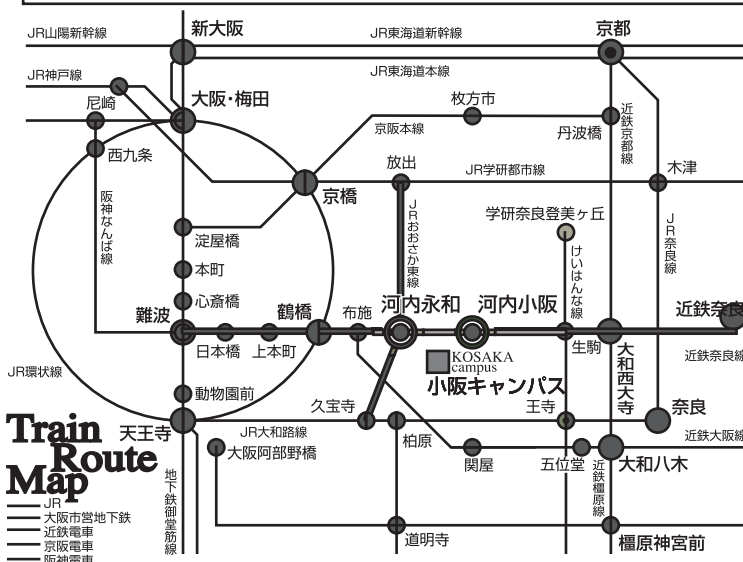 新大阪
京都
JR山陽新幹線
JR東海道新幹線
JR神戸線
JR東海道本線
尼崎
大阪・梅田
枚方市
京阪本線
丹波橋
近鉄京都線
西九条
放出
JR学研都市線
木津
京橋
阪神なんば線
JRおおさか東線
学研奈良登美ヶ丘
JR奈良線
淀屋橋
けいはんな線
本町
心斎橋
難波
鶴橋
布施
河内永和
河内小阪
近鉄奈良
日本橋
上本町
生駒
大和西大寺
近鉄奈良線
KOSAKA
campus
小阪キャンパス
JR環状線
動物園前
久宝寺
王寺
奈良
天王寺
JR大和路線
柏原
近鉄大阪線
大阪阿部野橋
関屋
五位堂
大和八木
近鉄橿原線
地下鉄御堂筋線
道明寺
橿原神宮前
Train
Route
Map
JR
大阪市営地下鉄
近鉄電車
京阪電車
阪神電車